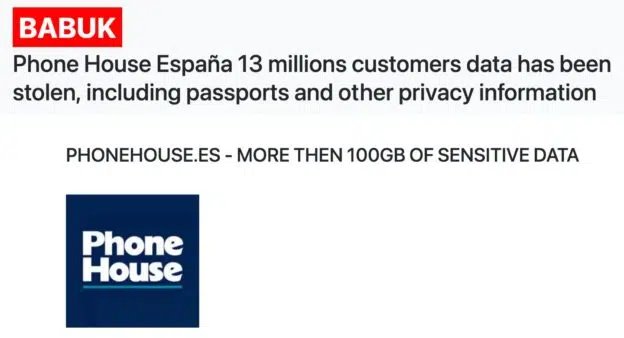 BABUK
Phone House España 13 millions customers data has been
stolen, including passports and other privacy information
PHONEHOUSE.ES - MORE THEN 100GB OF SENSITIVE DATA
Phone
House